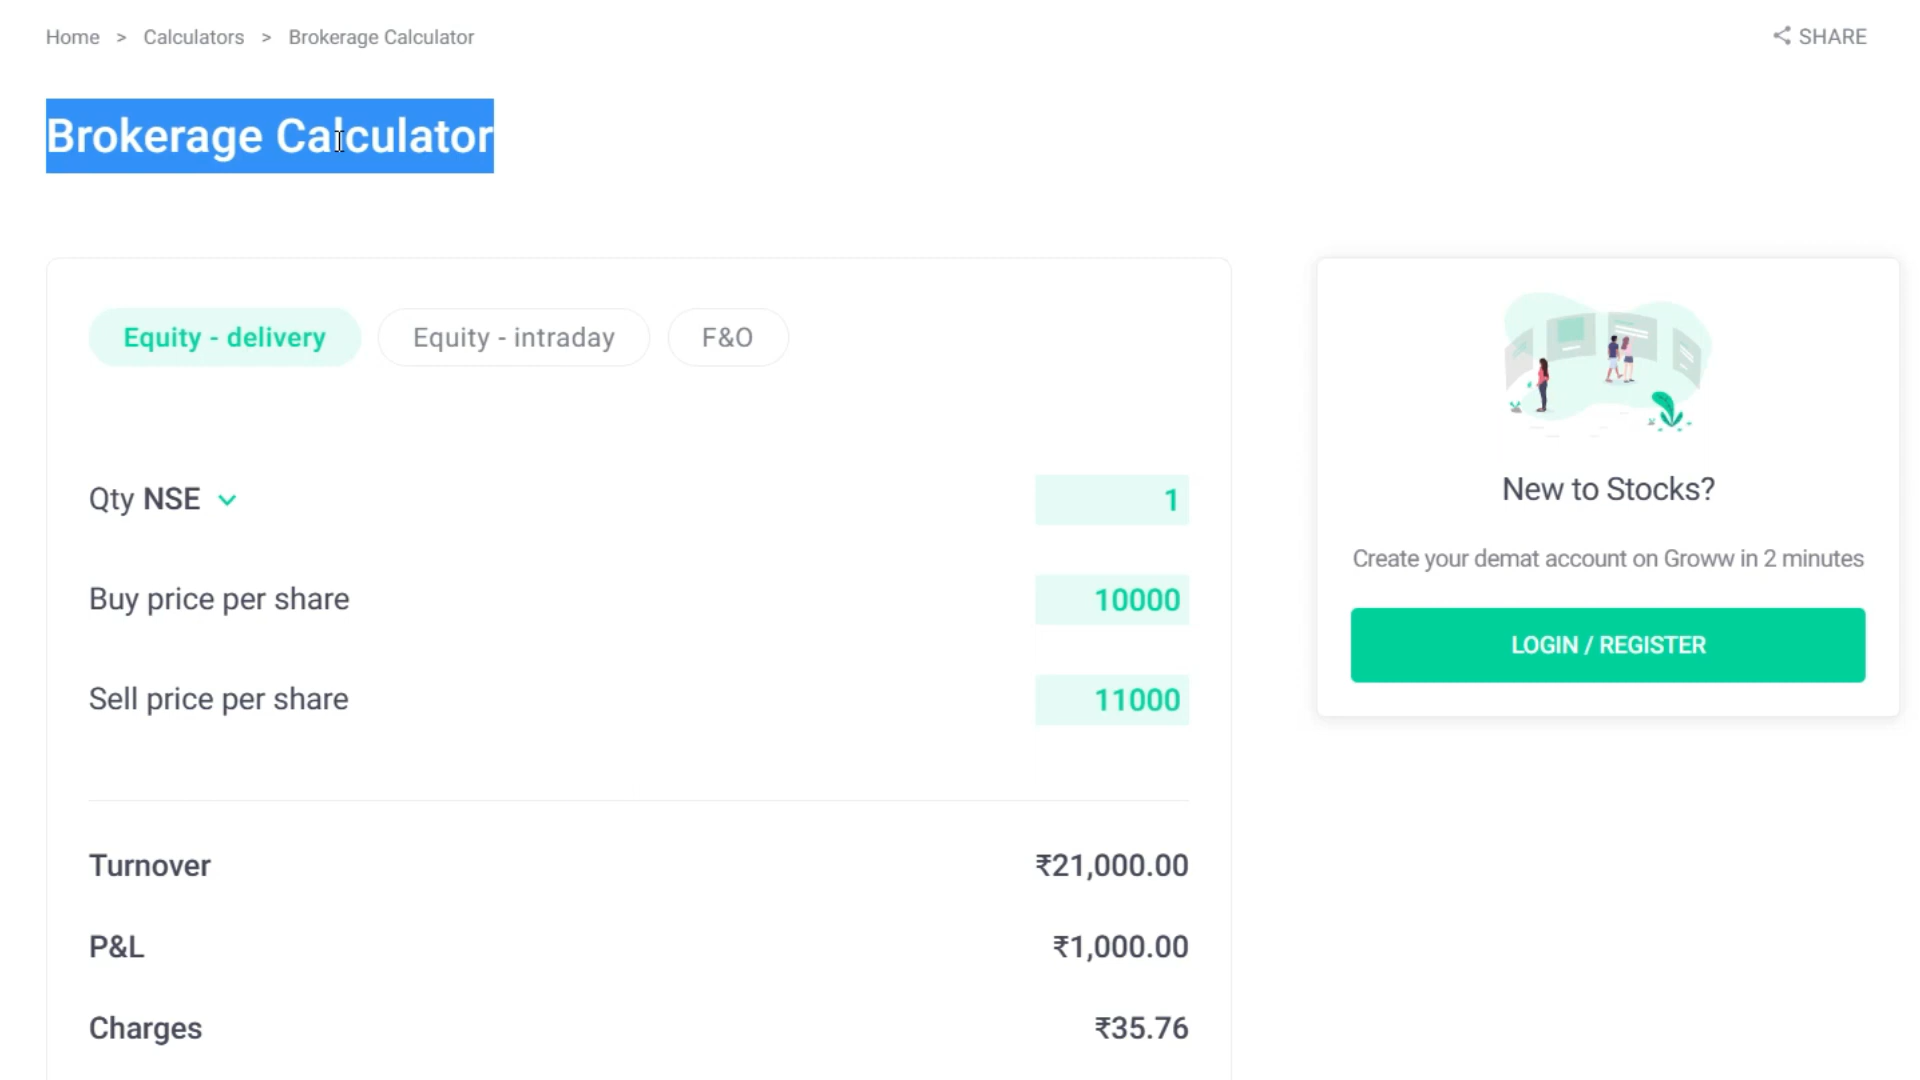 Home > Calculators > Brokerage Calculator
SHARE
Brokerage Calculator
Equity - delivery
Equity - intraday
F&O
Qty NSE
1
Buy price per share
10000
Sell price per share
11000
Turnover
₹21,000.00
P&L
₹1,000.00
Charges
₹35.76
New to Stocks?
Create your demat account on Groww in 2 minutes
LOGIN / REGISTER